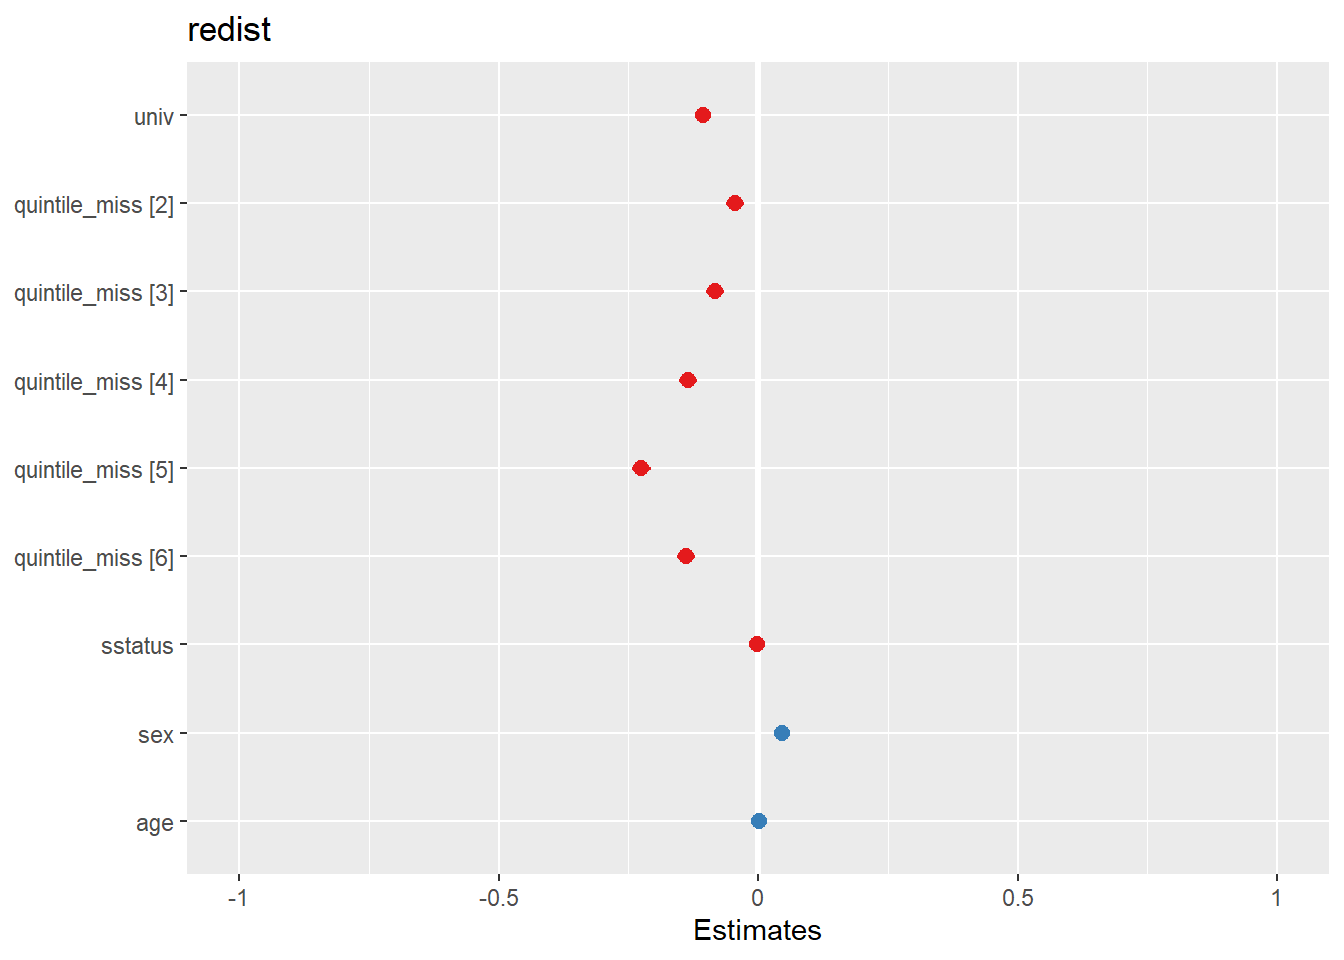 redist
univ
quintile_miss [2]
quintile_miss [3]
quintile_miss [4]
quintile_miss [5]
quintile_miss [6]
sstatus
sex
age
-1 -0.5 0 0.5 1
Estimates